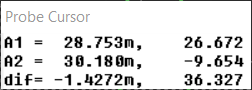 Probe Cursor
A1 = 28.753m, 26.672
A2 = 30.180m, -9.654
dif= -1.4272m, 36.327